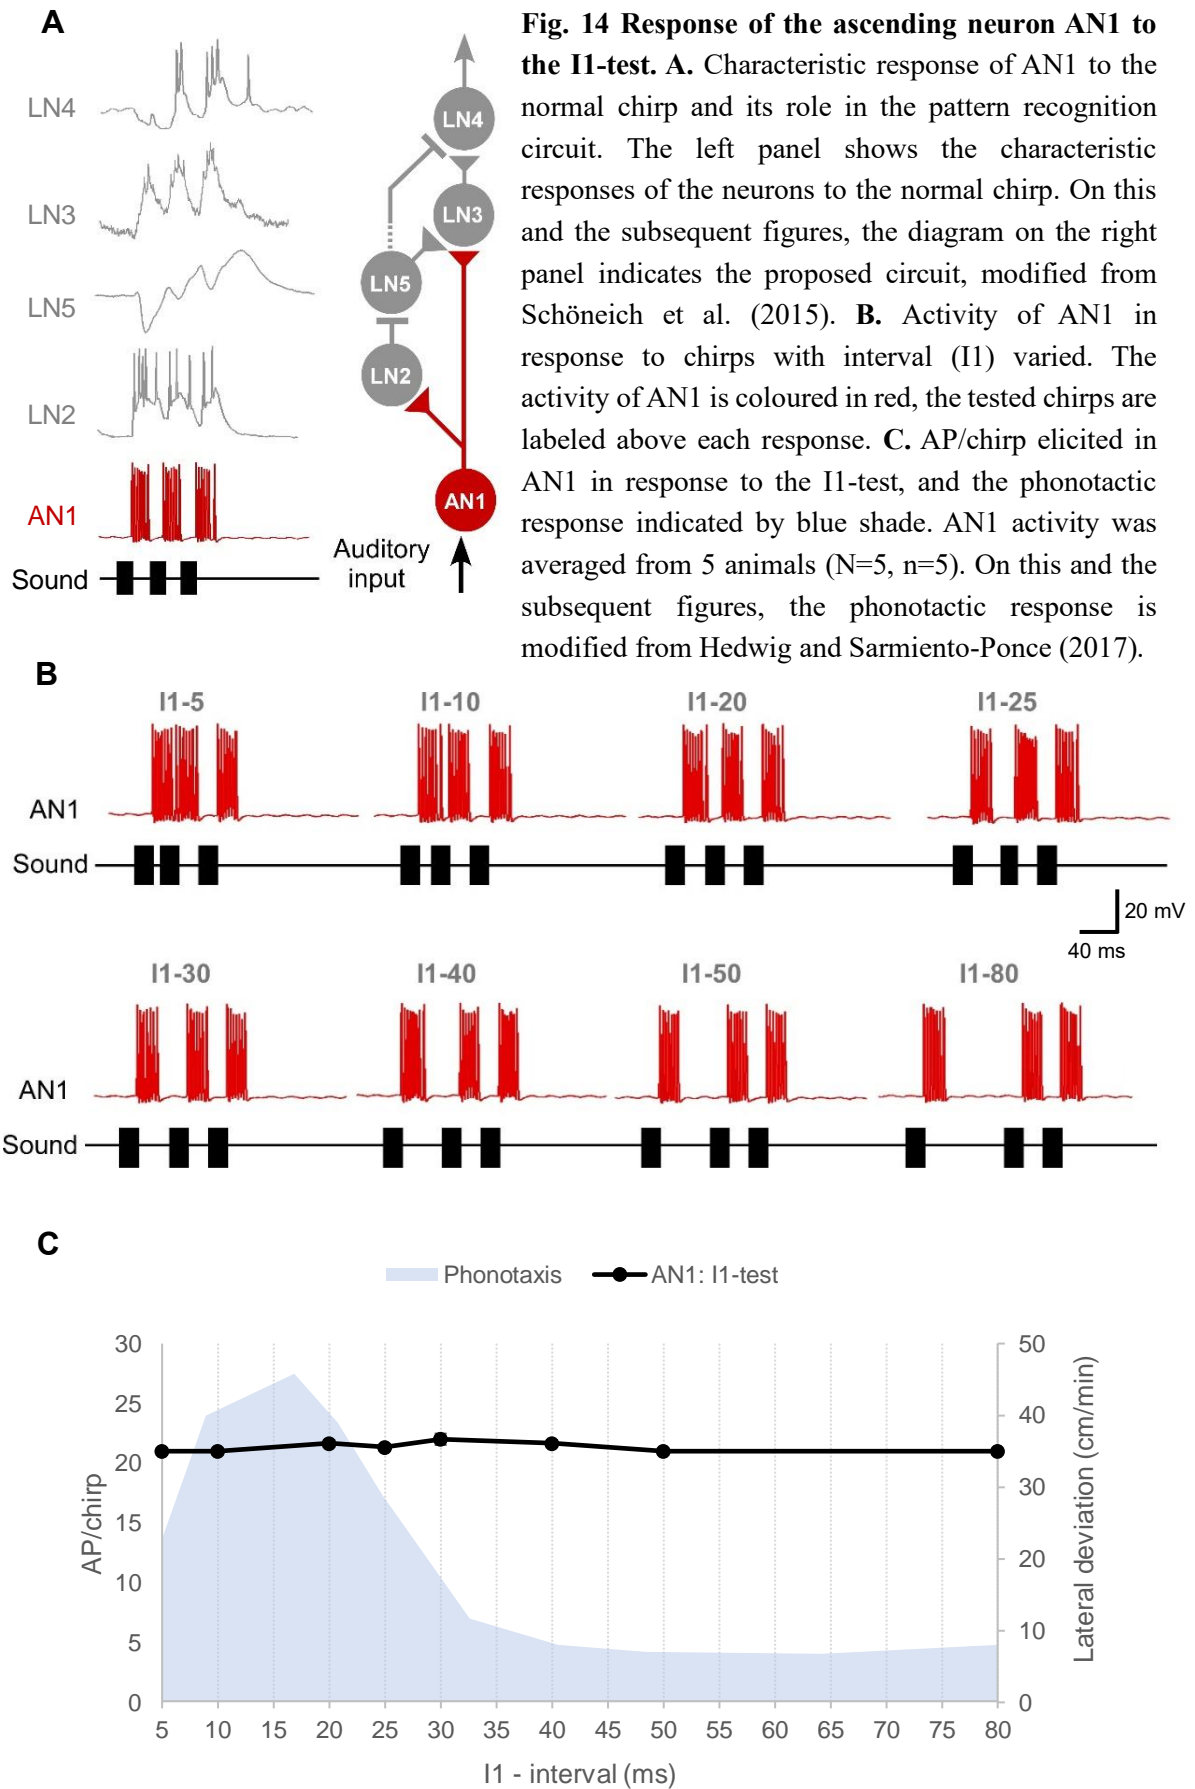 A
Fig. 14 Response of the ascending neuron AN1 to
the I1-test. A. Characteristic response of AN1 to the
normal chirp and its role in the pattern recognition
circuit. The left panel shows the characteristic
responses of the neurons to the normal chirp. On this
and the subsequent figures, the diagram on the right
panel indicates the proposed circuit, modified from
Schöneich et al. (2015). B. Activity of AN1 in
response to chirps with interval (I1) varied. The
activity of AN1 is coloured in red, the tested chirps are
labeled above each response. C. AP/chirp elicited in
AN1 in response to the I1-test, and the phonotactic
response indicated by blue shade. AN1 activity was
averaged from 5 animals (N=5, n=5). On this and the
subsequent figures, the phonotactic response is
modified from Hedwig and Sarmiento-Ponce (2017).
LN4
LN3
LN5
LN2
AN1
Sound
LN4
LN3
LN5
LN2
AN1
Auditory
input
B
I1-5 I1-10 I1-20 I1-25
AN1
Sound
20 mV
40 ms
I1-30 I1-40 I1-50 I1-80
AN1
Sound
C
Phonotaxis AN1: I1-test
AP/chirp
30
25
20
15
10
5
0
50
40
30
20
10
0
Lateral deviation (cm/min)
5 10 15 20 25 30 35 40 45 50 55 60 65 70 75 80
I1 - interval (ms)